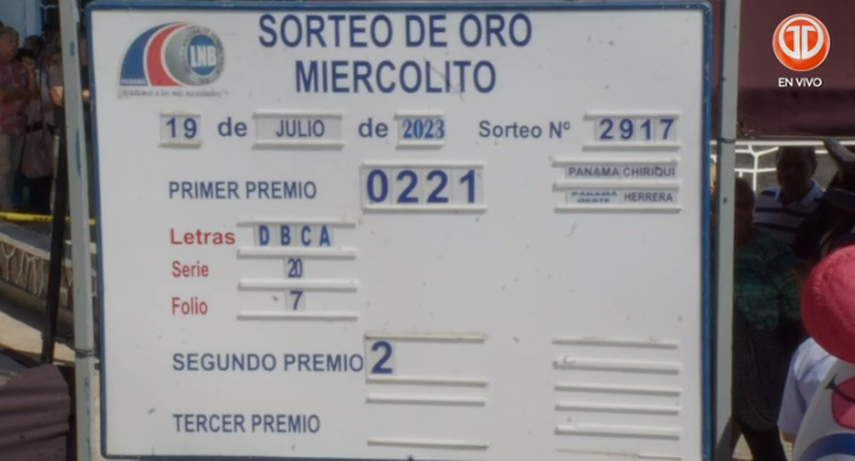 SORTEO DE ORO
MIERCOLITO
LNB
PANAMÁ
19 de JULIO de 2023 Sorteo Nº 2917
PRIMER PREMIO 0221 PANAMA CHIRIQUI
PANAMA OESTE HERRERA
Letras D B C A
Serie 20
Folio 7
SEGUNDO PREMIO 2
TERCER PREMIO
EN VIVO